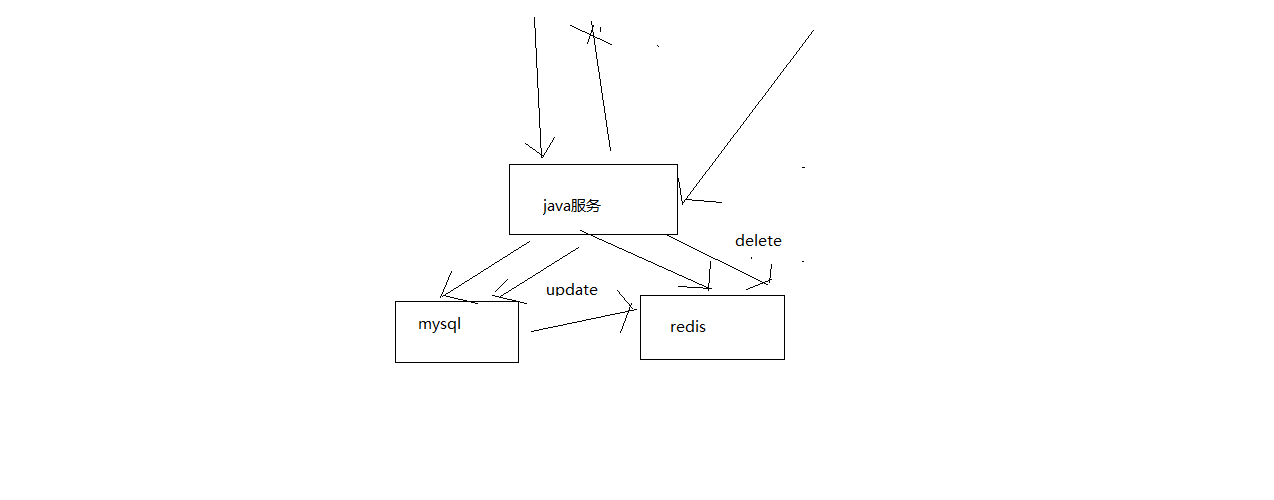 java服务
delete
update
mysql
redis